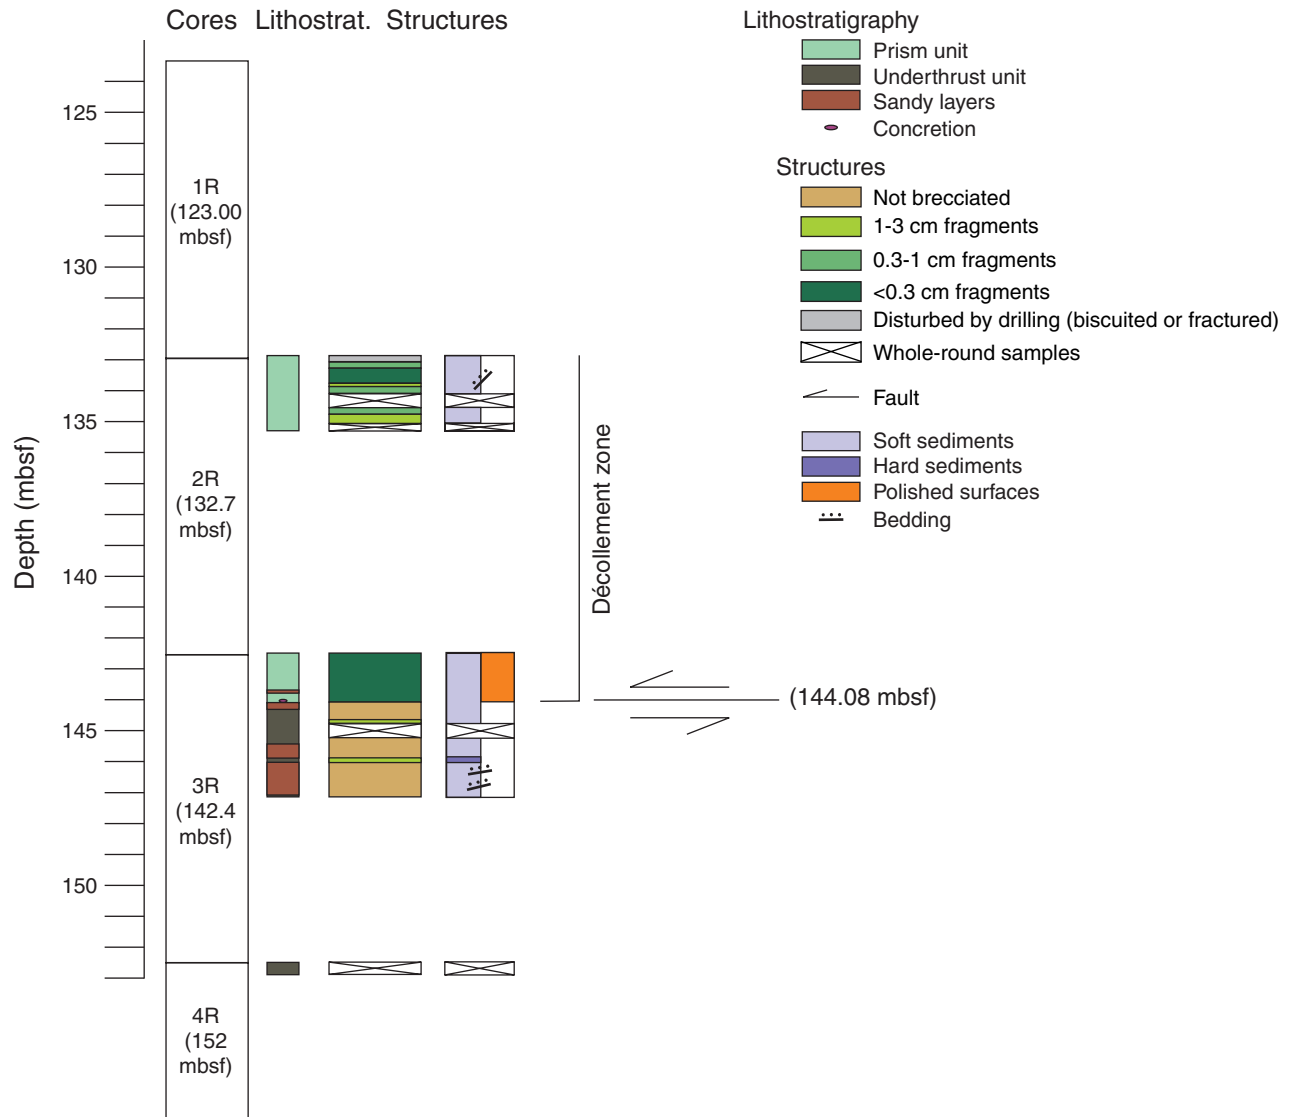 Cores Lithostrat. Structures
Depth (mbsf)
125
130
135
140
145
150
1R
(123.00
mbsf)
2R
(132.7
mbsf)
3R
(142.4
mbsf)
4R
(152
mbsf)
Décollement zone
(144.08 mbsf)
Lithostratigraphy
Prism unit
Underthrust unit
Sandy layers
Concretion
Structures
Not brecciated
1-3 cm fragments
0.3-1 cm fragments
<0.3 cm fragments
Disturbed by drilling (biscuited or fractured)
Whole-round samples
Fault
Soft sediments
Hard sediments
Polished surfaces
Bedding